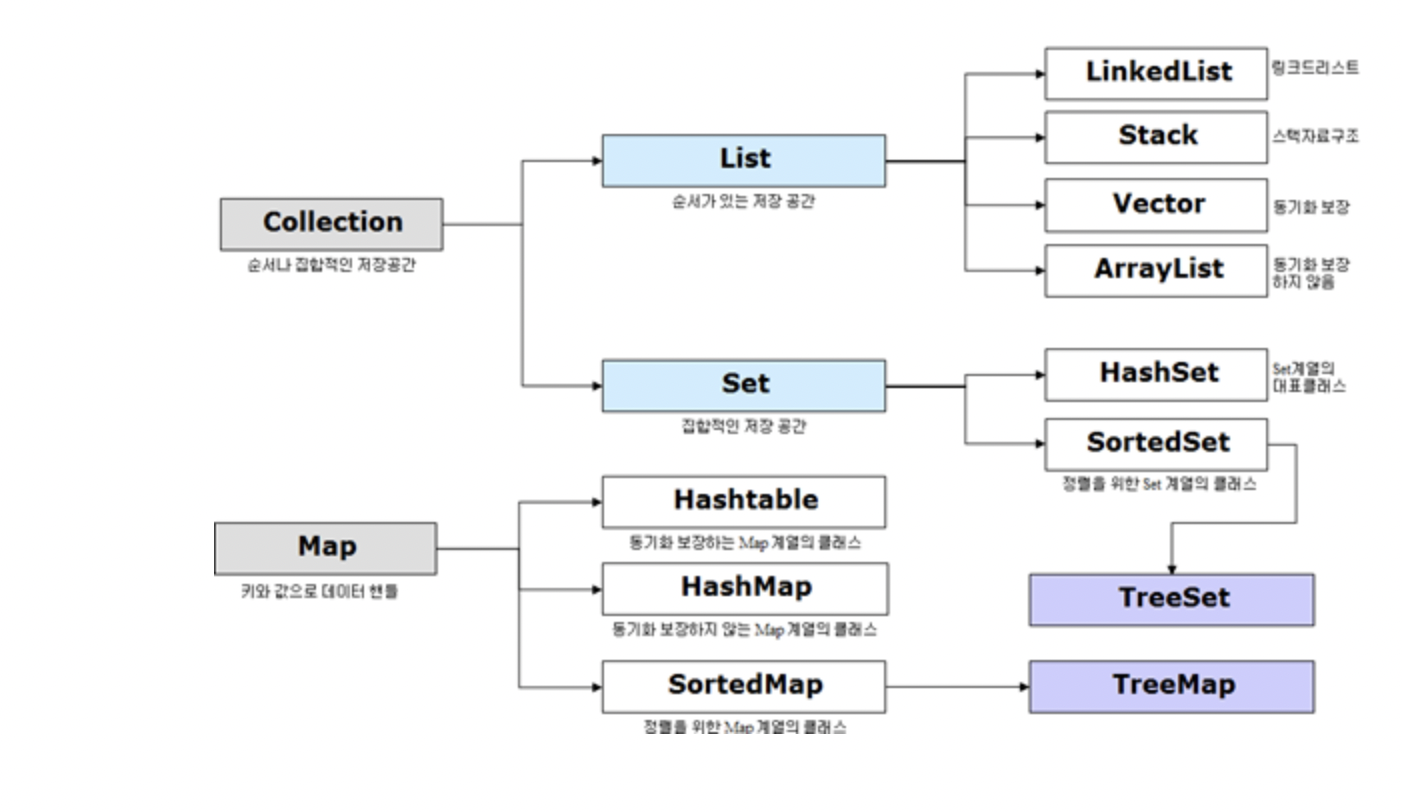 LinkedList
링크드리스트
Stack
스택자료구조
List
순서가 있는 저장 공간
Vector
동기화 보장
Collection
순서나 집합적인 저장공간
ArrayList
동기화 보장
하지 않음
HashSet
Set계열의
대표클래스
Set
집합적인 저장 공간
SortedSet
정렬을 위한 Set 계열의 클래스
Hashtable
동기화 보장하는 Map 계열의 클래스
Map
키와 값으로 데이터 핸들
HashMap
동기화 보장하지 않는 Map 계열의 클래스
TreeSet
SortedMap
정렬을 위한 Map 계열의 클래스
TreeMap